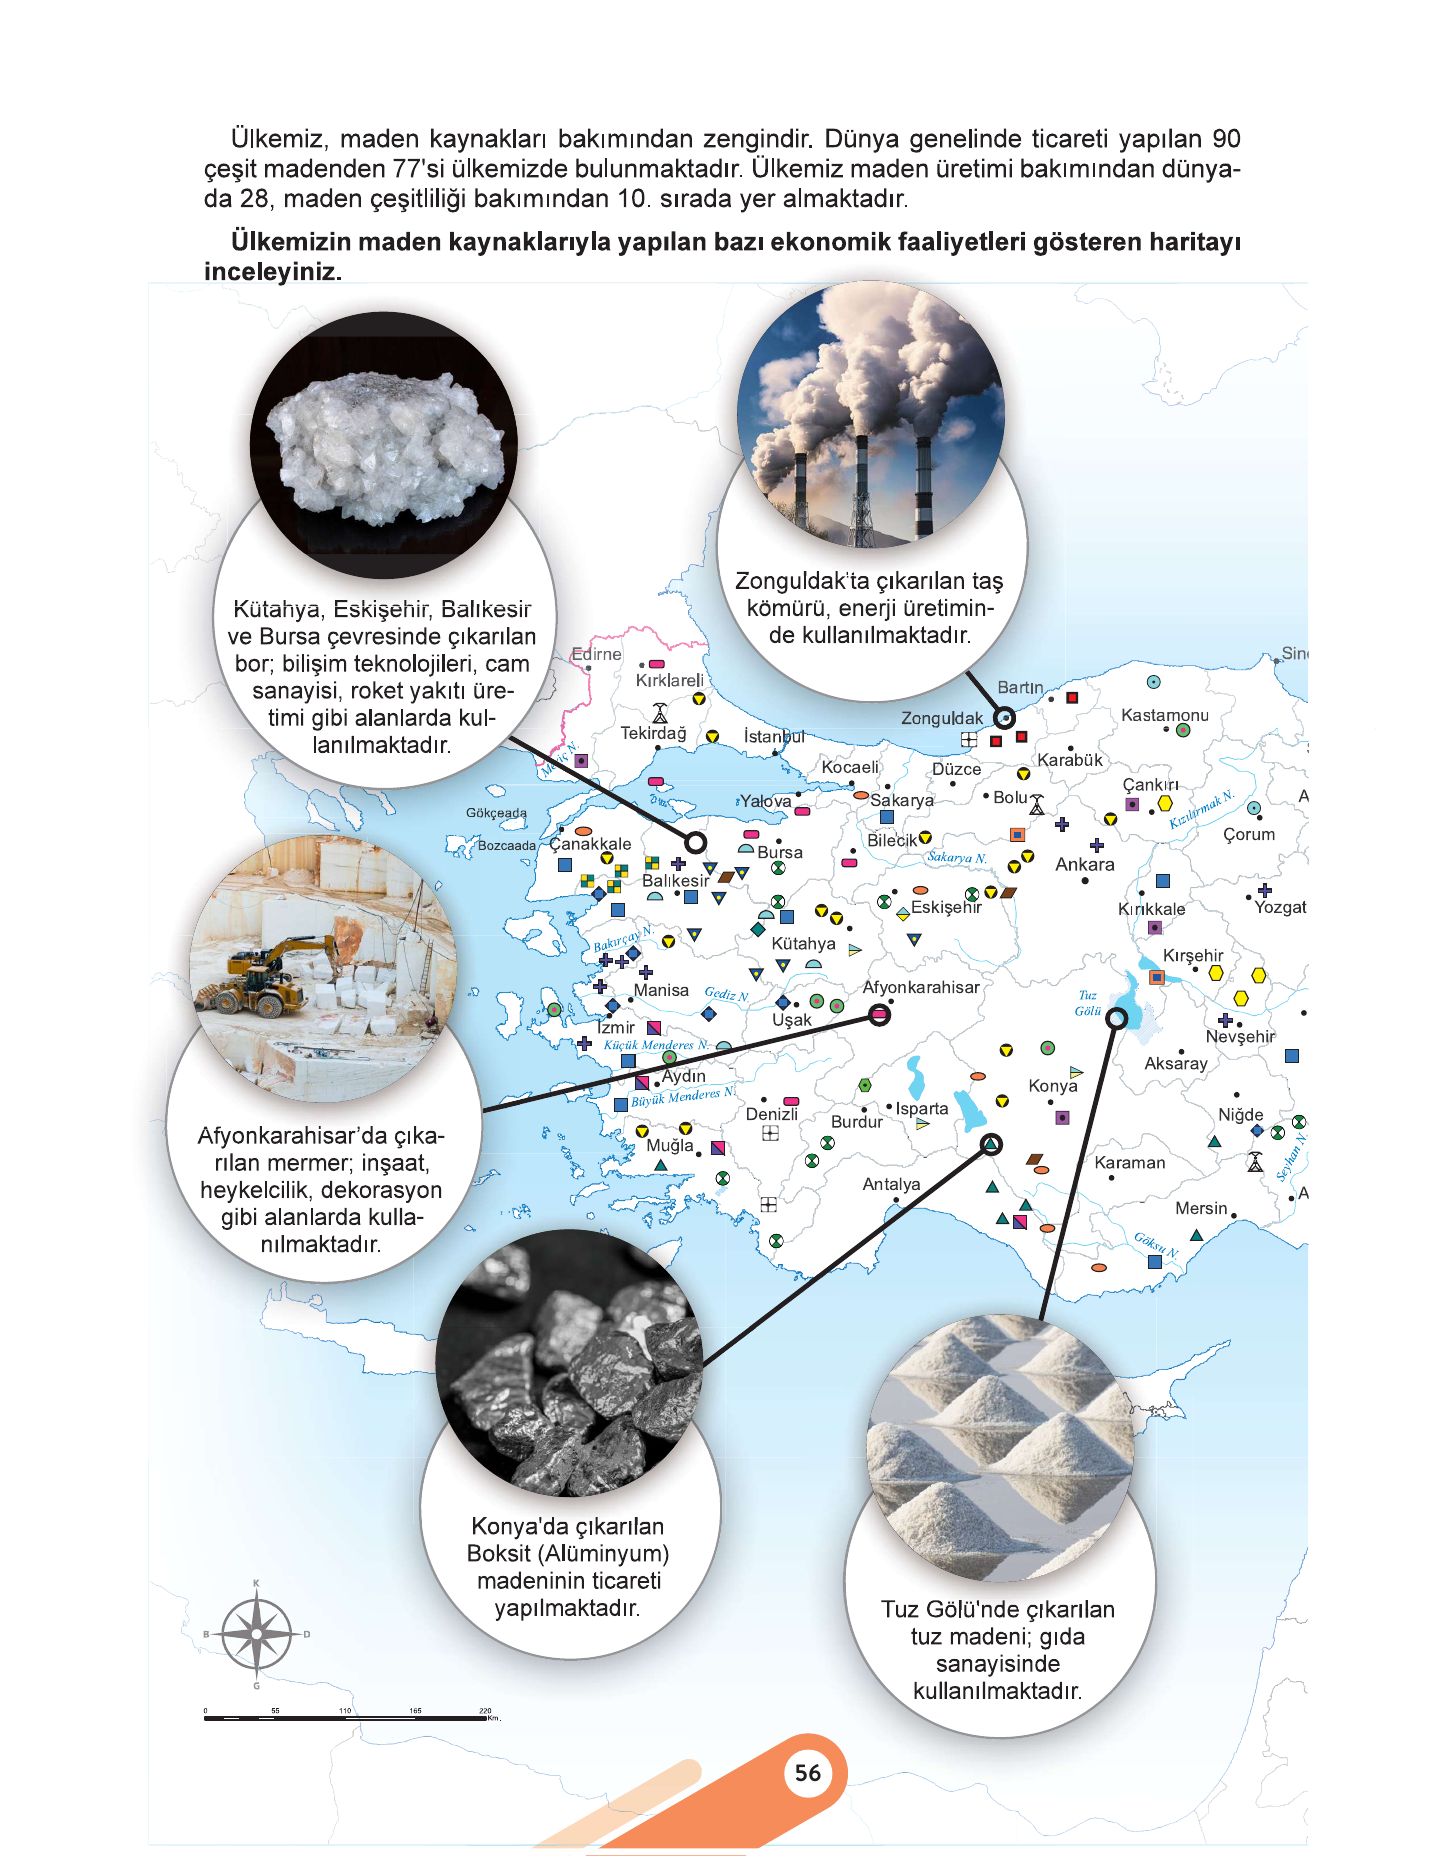 Ülkemiz, maden kaynakları bakımından zengindir. Dünya genelinde ticareti yapılan 90
çeşit madenden 77'si ülkemizde bulunmaktadır. Ülkemiz maden üretimi bakımından dünya-
da 28, maden çeşitliliği bakımından 10. sırada yer almaktadır.
Ülkemizin maden kaynaklarıyla yapılan bazı ekonomik faaliyetleri gösteren haritayı
inceleyiniz.
Kütahya, Eskişehir, Balıkesir
ve Bursa çevresinde çıkarılan
bor; bilişim teknolojileri, cam
sanayisi, roket yakıtı üre-
timi gibi alanlarda kul-
lanılmaktadır.
Zonguldak'ta çıkarılan taş
kömürü, enerji üretimin-
de kullanılmaktadır.
Edirne
Kırklareli
Tekirdağ
İstanbul
Meriç N.
Kocaeli
Yalova
Sakarya
Düzce
Zonguldak
Bartın
Karabük
Kastamonu
Sin
Bolu
Çankırı
Kızılırmak N.
A
Çorum
Gökçeada
Bozcaada
Çanakkale
Balıkesir
Bursa
Bilecik
Sakarya N.
Ankara
Eskişehir
Kırıkkale
Yozgat
Kütahya
Bakırçay N.
Manisa
Gediz N.
Uşak
Afyonkarahisar
Kırşehir
Tuz
Gölü
Nevşehir
İzmir
Küçük Menderes N.
Aydın
Büyük Menderes N.
Denizli
Burdur
Isparta
Konya
Aksaray
Niğde
Muğla
Antalya
Karaman
Mersin
Seyhan N.
A
Göksu N.
Afyonkarahisar’da çıka-
rılan mermer; inşaat,
heykelcilik, dekorasyon
gibi alanlarda kulla-
nılmaktadır.
Konya'da çıkarılan
Boksit (Alüminyum)
madeninin ticareti
yapılmaktadır.
Tuz Gölü'nde çıkarılan
tuz madeni; gıda
sanayisinde
kullanılmaktadır.
K
B D
G
0 55 110 165 220
Km.
56